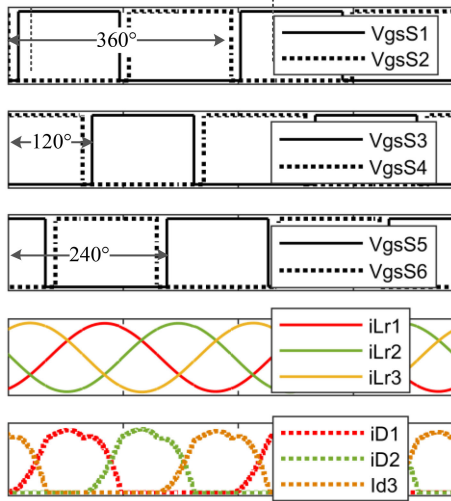 360°
VgsS1
VgsS2
120°
VgsS3
VgsS4
240°
VgsS5
VgsS6
iLr1
iLr2
iLr3
iD1
iD2
Id3